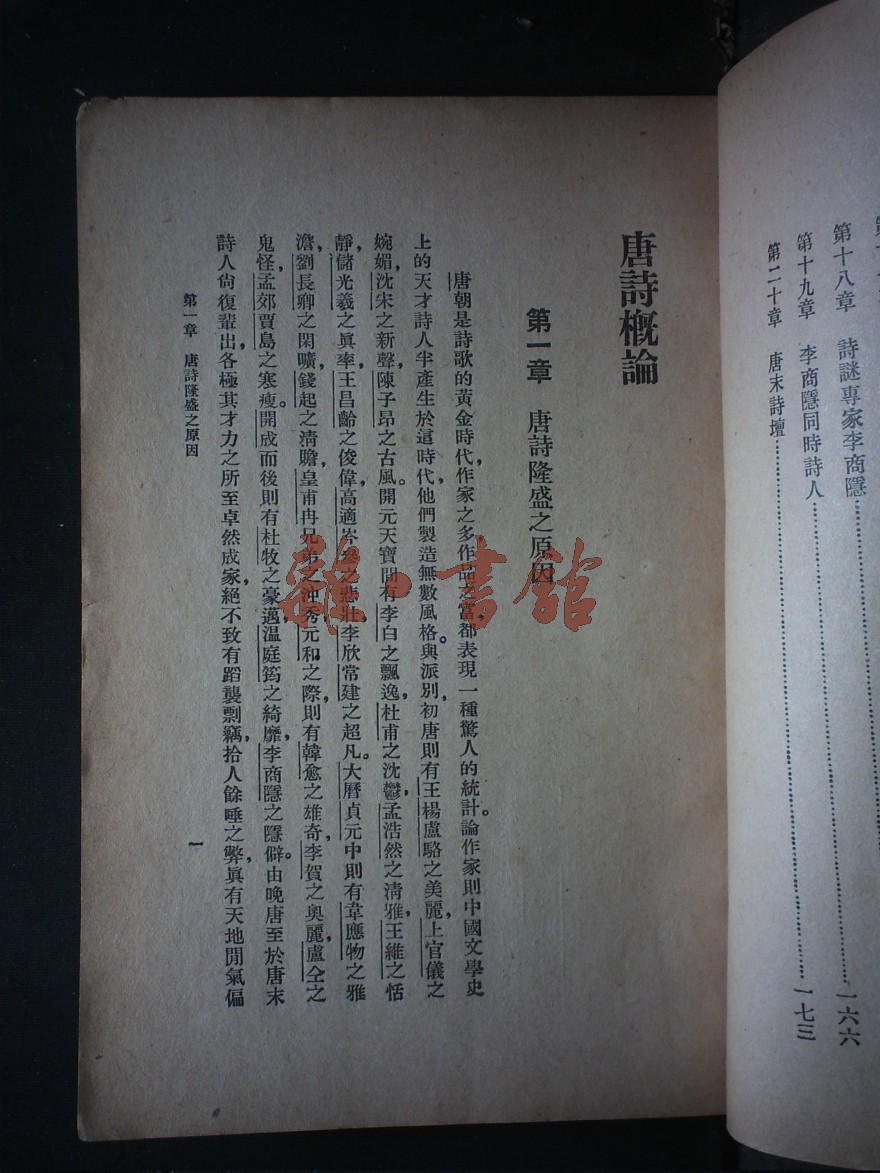 第十八章　詩謎專家李商隱……一六六
第十九章　李商隱同時詩人……
第二十章　唐末詩壇……一七三
唐詩概論
第一章　唐詩隆盛之原因
唐朝是詩歌的黃金時代，作家之多，作品之富，都表現一種驚人的統計。論作家則中國文學史
上的天才詩人半產生於這時代，他們製造無數風格與派別。初唐則有王楊盧駱之美麗，上官儀之
婉媚，沈宋之新聲，陳子昂之古風。開元天寶間有李白之飄逸，杜甫之沈鬱，孟浩然之清雅，王維之恬
靜，儲光羲之眞率，王昌齡之俊偉，高適岑參之悲壯，李欣常建之超凡。大曆貞元中則有韋應物之雅
澹，劉長卿之閑曠，錢起之清贍，皇甫冉兄弟之沖秀。元和之際，則有韓愈之雄奇，李賀之奧麗，盧仝之
鬼怪，孟郊賈島之寒瘦。開成而後則有杜牧之豪邁，溫庭筠之綺靡，李商隱之隱僻。由晚唐至於唐末
詩人尙復輩出，各極其才力之所至，卓然成家，絕不致有蹈襲剽竊，拾人餘唾之弊，眞有天地閒氣偏
第一章　唐詩隆盛之原因
一
雜·書館